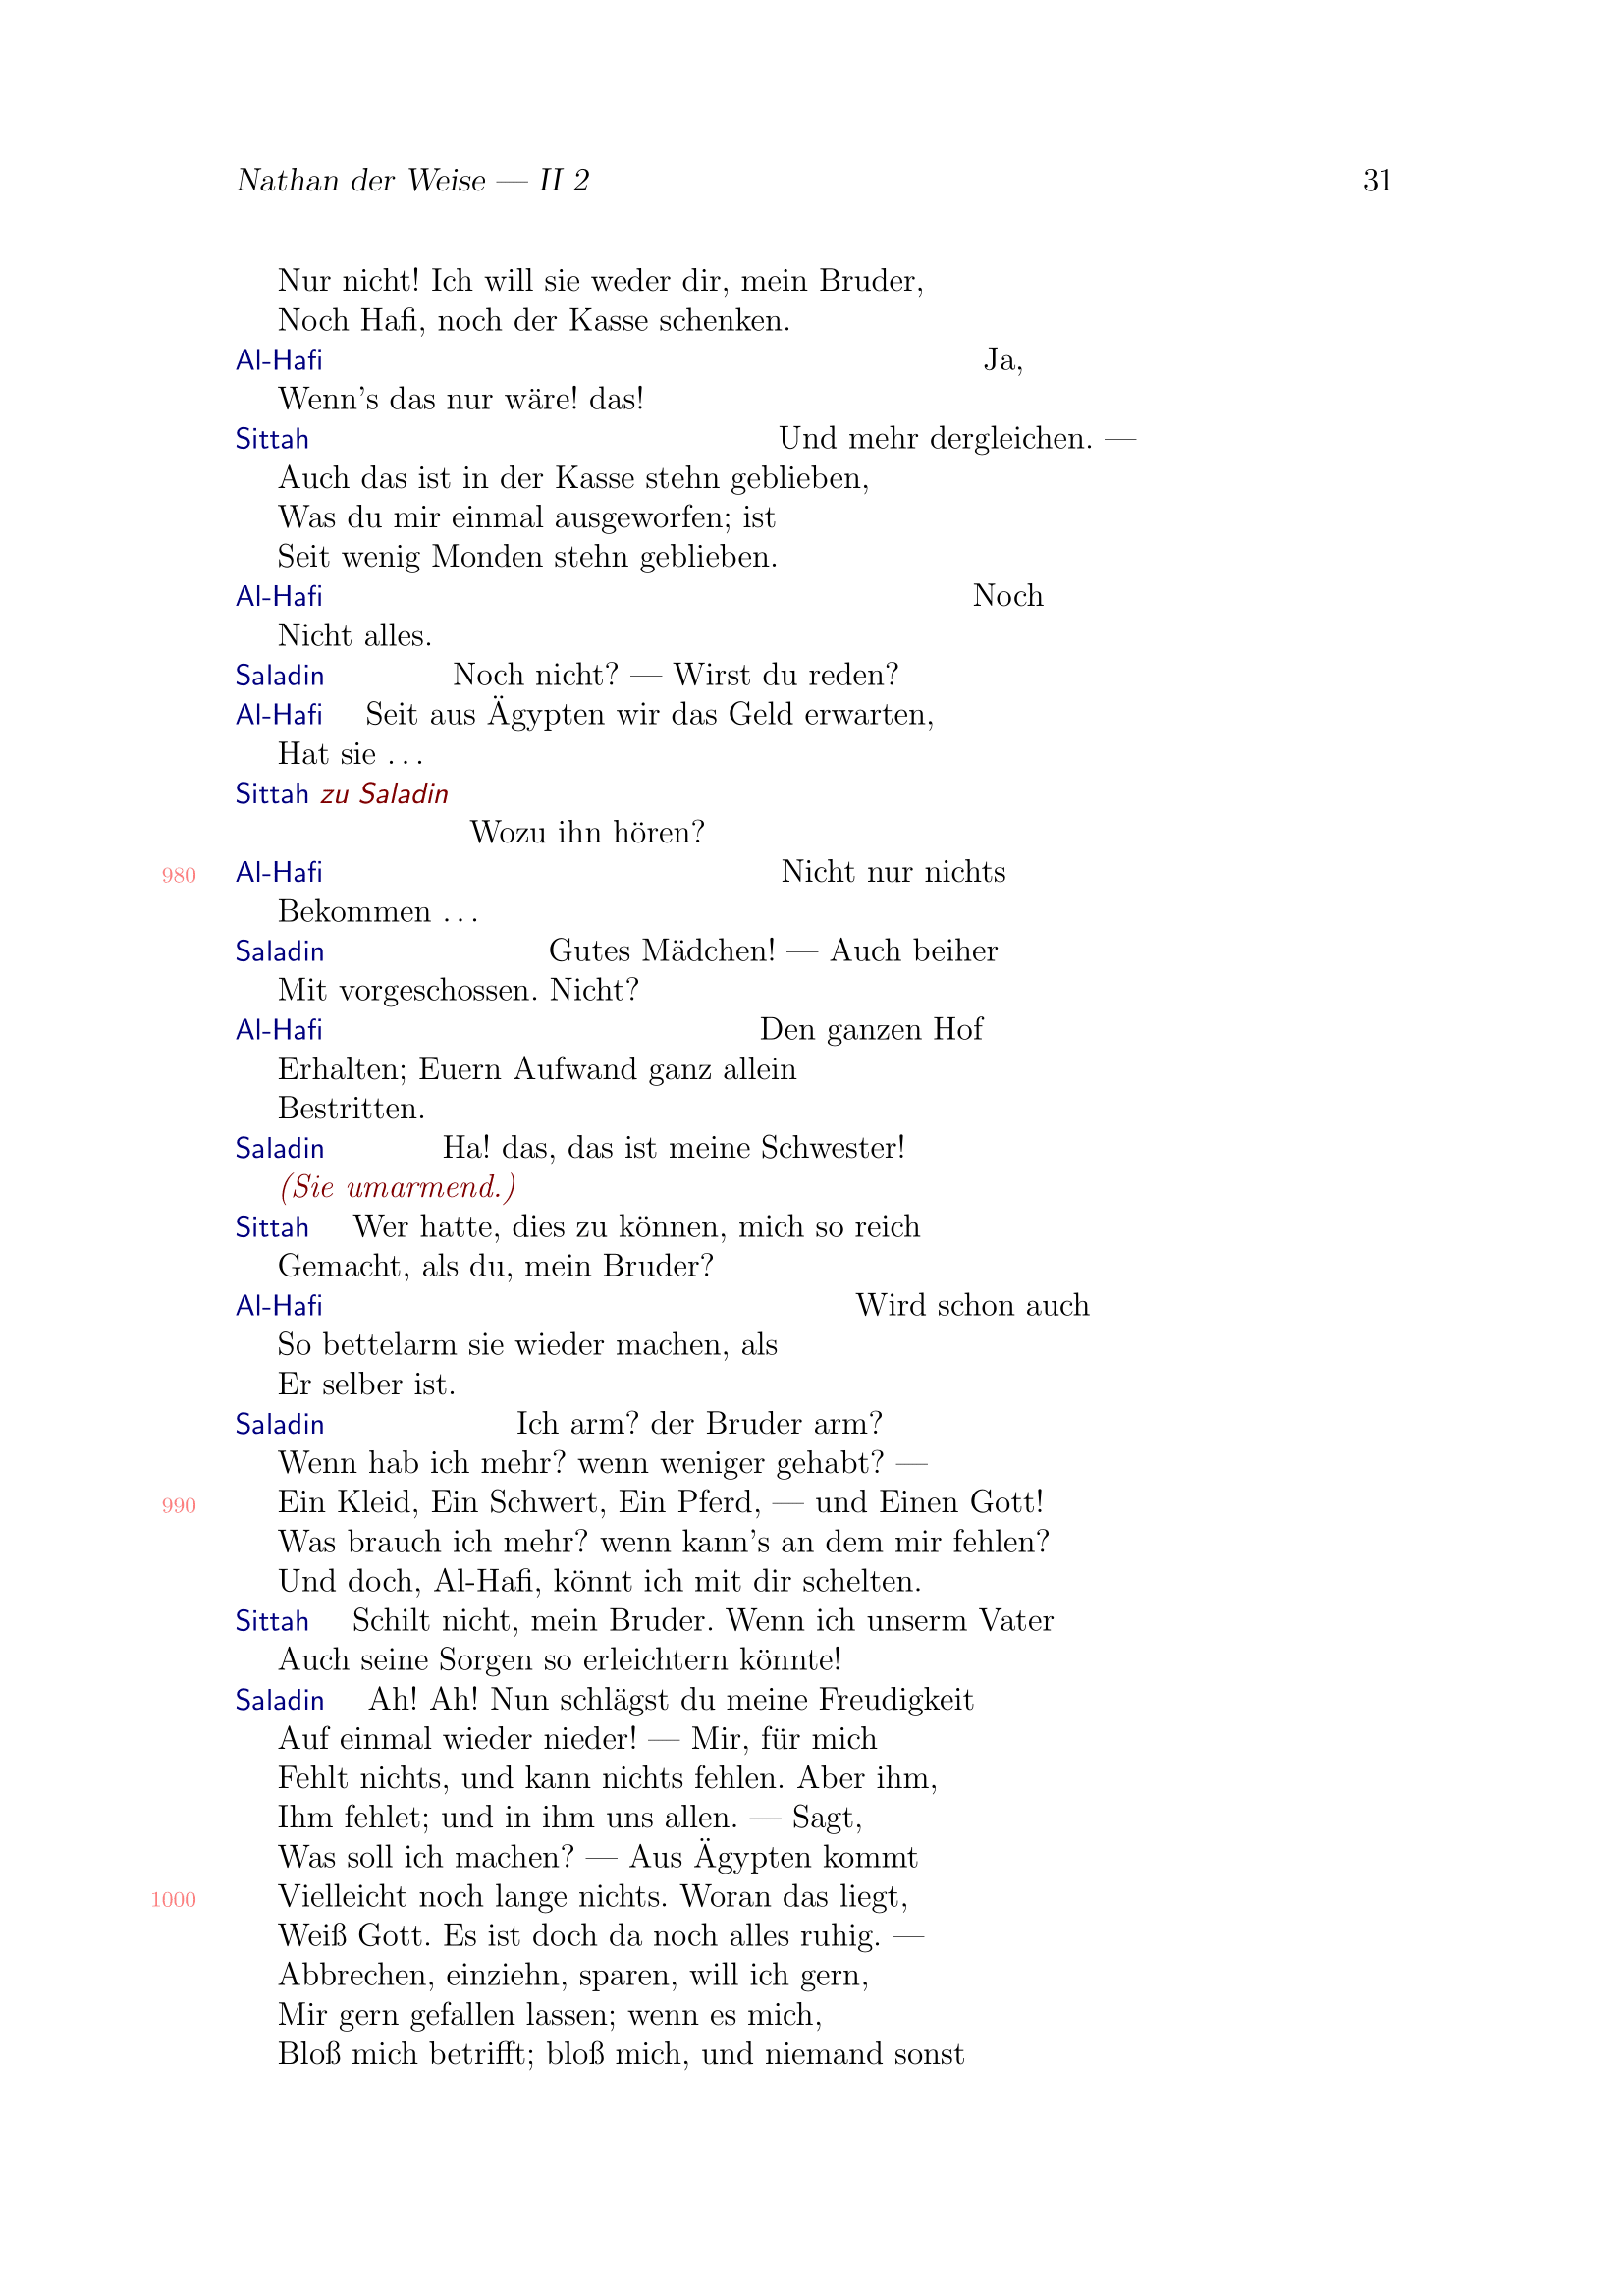 Nathan der Weise — II 2 31
Nur nicht! Ich will sie weder dir, mein Bruder,
Noch Hafi, noch der Kasse schenken.
Al-Hafi Ja,
Wenn's das nur wäre! das!
Sittah Und mehr dergleichen. —
Auch das ist in der Kasse stehn geblieben,
Was du mir einmal ausgeworfen; ist
Seit wenig Monden stehn geblieben.
Al-Hafi Noch
Nicht alles.
Saladin Noch nicht? — Wirst du reden?
Al-Hafi Seit aus Ägypten wir das Geld erwarten,
Hat sie …
Sittah zu Saladin
Wozu ihn hören?
980 Al-Hafi Nicht nur nichts
Bekommen …
Saladin Gutes Mädchen! — Auch beiher
Mit vorgeschossen. Nicht?
Al-Hafi Den ganzen Hof
Erhalten; Euern Aufwand ganz allein
Bestritten.
Saladin Ha! das, das ist meine Schwester!
(Sie umarmend.)
Sittah Wer hatte, dies zu können, mich so reich
Gemacht, als du, mein Bruder?
Al-Hafi Wird schon auch
So bettelarm sie wieder machen, als
Er selber ist.
Saladin Ich arm? der Bruder arm?
Wenn hab ich mehr? wenn weniger gehabt? —
990 Ein Kleid, Ein Schwert, Ein Pferd, — und Einen Gott!
Was brauch ich mehr? wenn kann's an dem mir fehlen?
Und doch, Al-Hafi, könnt ich mit dir schelten.
Sittah Schilt nicht, mein Bruder. Wenn ich unserm Vater
Auch seine Sorgen so erleichtern könnte!
Saladin Ah! Ah! Nun schlägst du meine Freudigkeit
Auf einmal wieder nieder! — Mir, für mich
Fehlt nichts, und kann nichts fehlen. Aber ihm,
Ihm fehlet; und in ihm uns allen. — Sagt,
Was soll ich machen? — Aus Ägypten kommt
1000 Vielleicht noch lange nichts. Woran das liegt,
Weiß Gott. Es ist doch da noch alles ruhig. —
Abbrechen, einziehn, sparen, will ich gern,
Mir gern gefallen lassen; wenn es mich,
Bloß mich betrifft; bloß mich, und niemand sonst